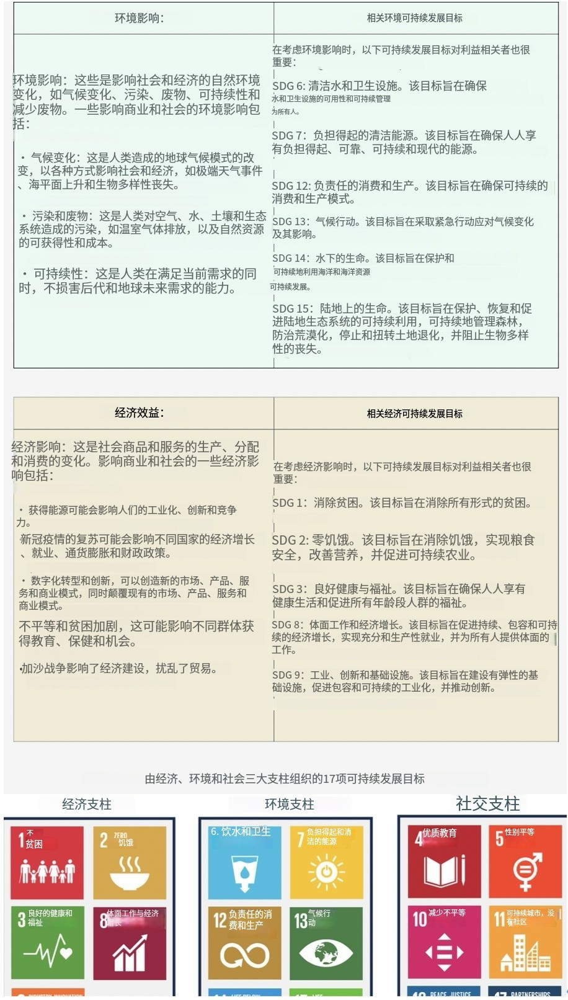 环境影响：
相关环境可持续发展目标
环境影响：这些是影响社会和经济的自然环境
变化，如气候变化、污染、废物、可持续性和
减少废物。一些影响商业和社会的环境影响包
括：
• 气候变化：这是人类造成的地球气候模式的改
变，以各种方式影响社会和经济，如极端天气事件
、海平面上升和生物多样性丧失。
• 污染和废物：这是人类对空气、水、土壤和生态
系统造成的污染，如温室气体排放，以及自然资源
的可获得性和成本。
• 可持续性：这是人类在满足当前需求的同
时，不损害后代和地球未来需求的能力。
在考虑环境影响时，以下可持续发展目标对利益相关者也很
重要：
SDG 6: 清洁水和卫生设施。该目标旨在确保
水和卫生设施的可用性和可持续管理
为所有人。
SDG 7：负担得起的清洁能源。该目标旨在确保人人享
有负担得起、可靠、可持续和现代的能源。
SDG 12: 负责任的消费和生产。该目标旨在确保可持续的
消费和生产模式。
SDG 13：气候行动。该目标旨在采取紧急行动应对气候变化
及其影响。
SDG 14：水下的生命。该目标旨在保护和
可持续地利用海洋和海洋资源
可持续发展。
SDG 15：陆地上的生命。该目标旨在保护、恢复和促
进陆地生态系统的可持续利用，可持续地管理森林，
防治荒漠化，停止和扭转土地退化，并阻止生物多样
性的丧失。
经济效益：
相关经济可持续发展目标
经济影响：这是社会商品和服务的生产、分配
和消费的变化。影响商业和社会的一些经济影
响包括：
• 获得能源可能会影响人们的工业化、创新和竞争
力。
·新冠疫情的复苏可能会影响不同国家的经济增长
、就业、通货膨胀和财政政策。
• 数字化转型和创新，可以创造新的市场、产品、服
务和商业模式，同时颠覆现有的市场、产品、服务和
商业模式。
不平等和贫困加剧，这可能影响不同群体获
得教育、保健和机会。
•加沙战争影响了经济建设，扰乱了贸易。
在考虑经济影响时，以下可持续发展目标对利益相关者也很
重要：
SDG 1：消除贫困。该目标旨在消除所有形式的贫困。
SDG 2: 零饥饿。该目标旨在消除饥饿，实现粮食
安全，改善营养，并促进可持续农业。
SDG 3：良好健康与福祉。该目标旨在确保人人享有
健康生活和促进所有年龄段人群的福祉。
SDG 8：体面工作和经济增长。该目标旨在促进持续、包容和可持
续的经济增长，实现充分和生产性就业，并为所有人提供体面的
工作。
SDG 9：工业、创新和基础设施。该目标旨在建设有弹性的基
础设施，促进包容和可持续的工业化，并推动创新。
由经济、环境和社会三大支柱组织的17项可持续发展目标
经济支柱
环境支柱
社交支柱
1 不
贫困
2 ZERO
饥饿
6. 饮水和卫生
7 负担得起和清
洁的能源
4 优质教育
5 性别平等
3 良好的健康和
福祉
8 体面工作与经济
增长
12 负责任的消
费和生产
13 气候行
动
10 减少不平等
11 可持续城市，没
有社区
PEACE, JUSTICE
PARTNERSHIPS